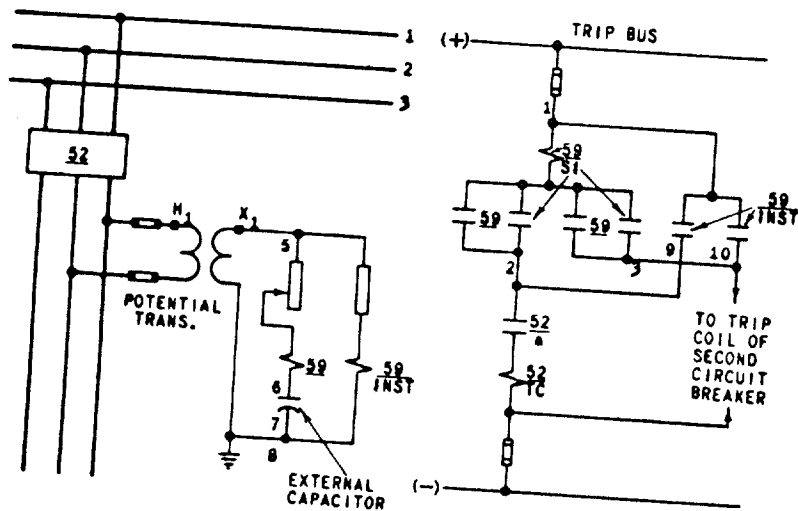 1
2
3
52
H1
X1
POTENTIAL
TRANS.
5
59
59
INST
6
7
8
EXTERNAL
CAPACITOR
(+)
TRIP BUS
1
59
SI
59
59
59
INST
2
3
9
10
52
a
52
TC
TO TRIP
COIL OF
SECOND
CIRCUIT
BREAKER
(-)